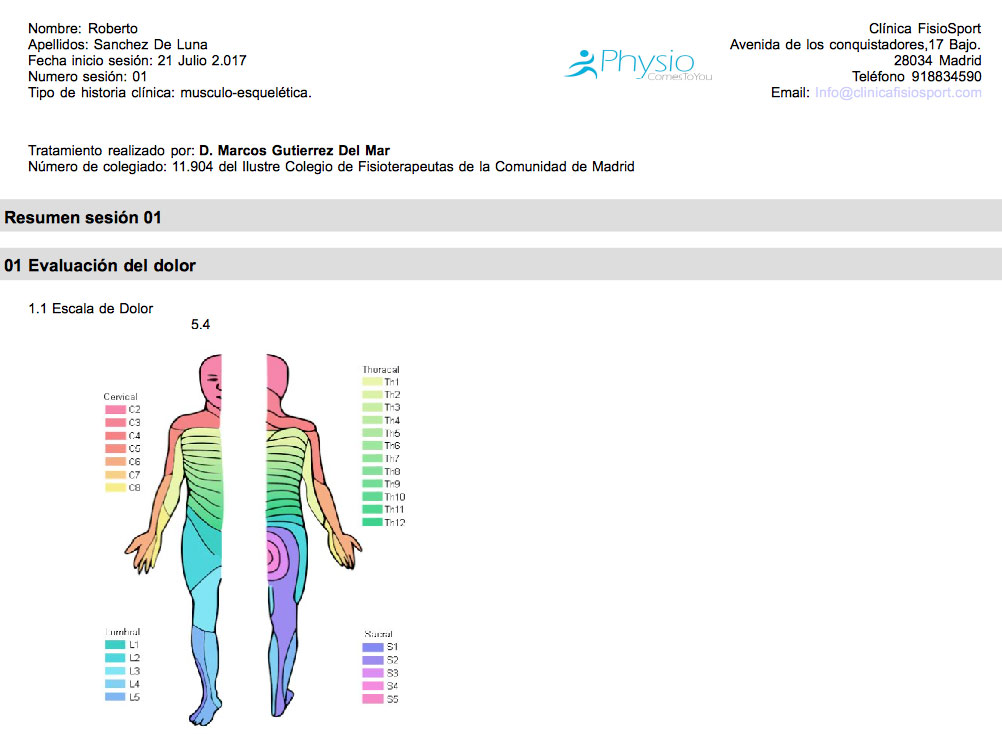 Nombre: Roberto
Apellidos: Sanchez De Luna
Fecha inicio sesión: 21 Julio 2.017
Numero sesión: 01
Tipo de historia clínica: musculo-esquelética.
Physio
ComesToYou
Clínica FisioSport
Avenida de los conquistadores,17 Bajo.
28034 Madrid
Teléfono 918834590
Email: Info@clinicafisiosport.com
Tratamiento realizado por: D. Marcos Gutierrez Del Mar
Número de colegiado: 11.904 del Ilustre Colegio de Fisioterapeutas de la Comunidad de Madrid
Resumen sesión 01
01 Evaluación del dolor
1.1 Escala de Dolor
5.4
Cervical
C2
C3
C4
C5
C6
C7
C8
Thoracal
Th1
Th2
Th3
Th4
Th5
Th6
Th7
Th8
Th9
Th10
Th11
Th12
Lumbral
L1
L2
L3
L4
L5
Sacral
S1
S2
S3
S4
S5